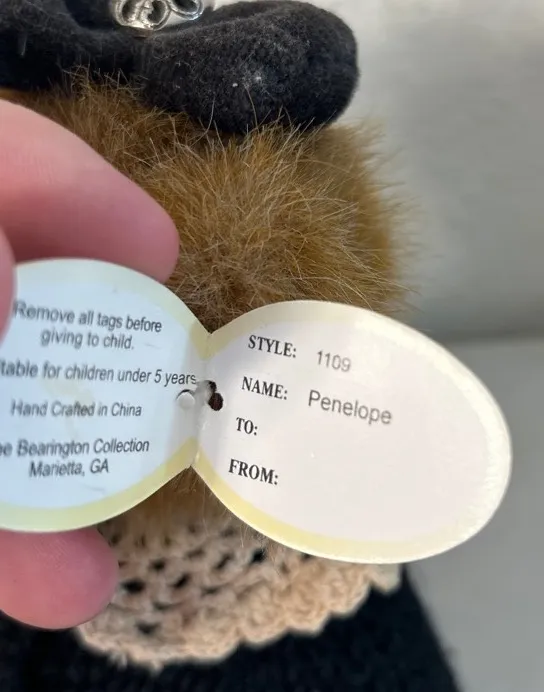 Remove all tags before
giving to child.
table for children under 5 years
Hand Crafted in China
Bearington Collection
Marietta, GA
STYLE: 1109
NAME: Penelope
TO:
FROM: